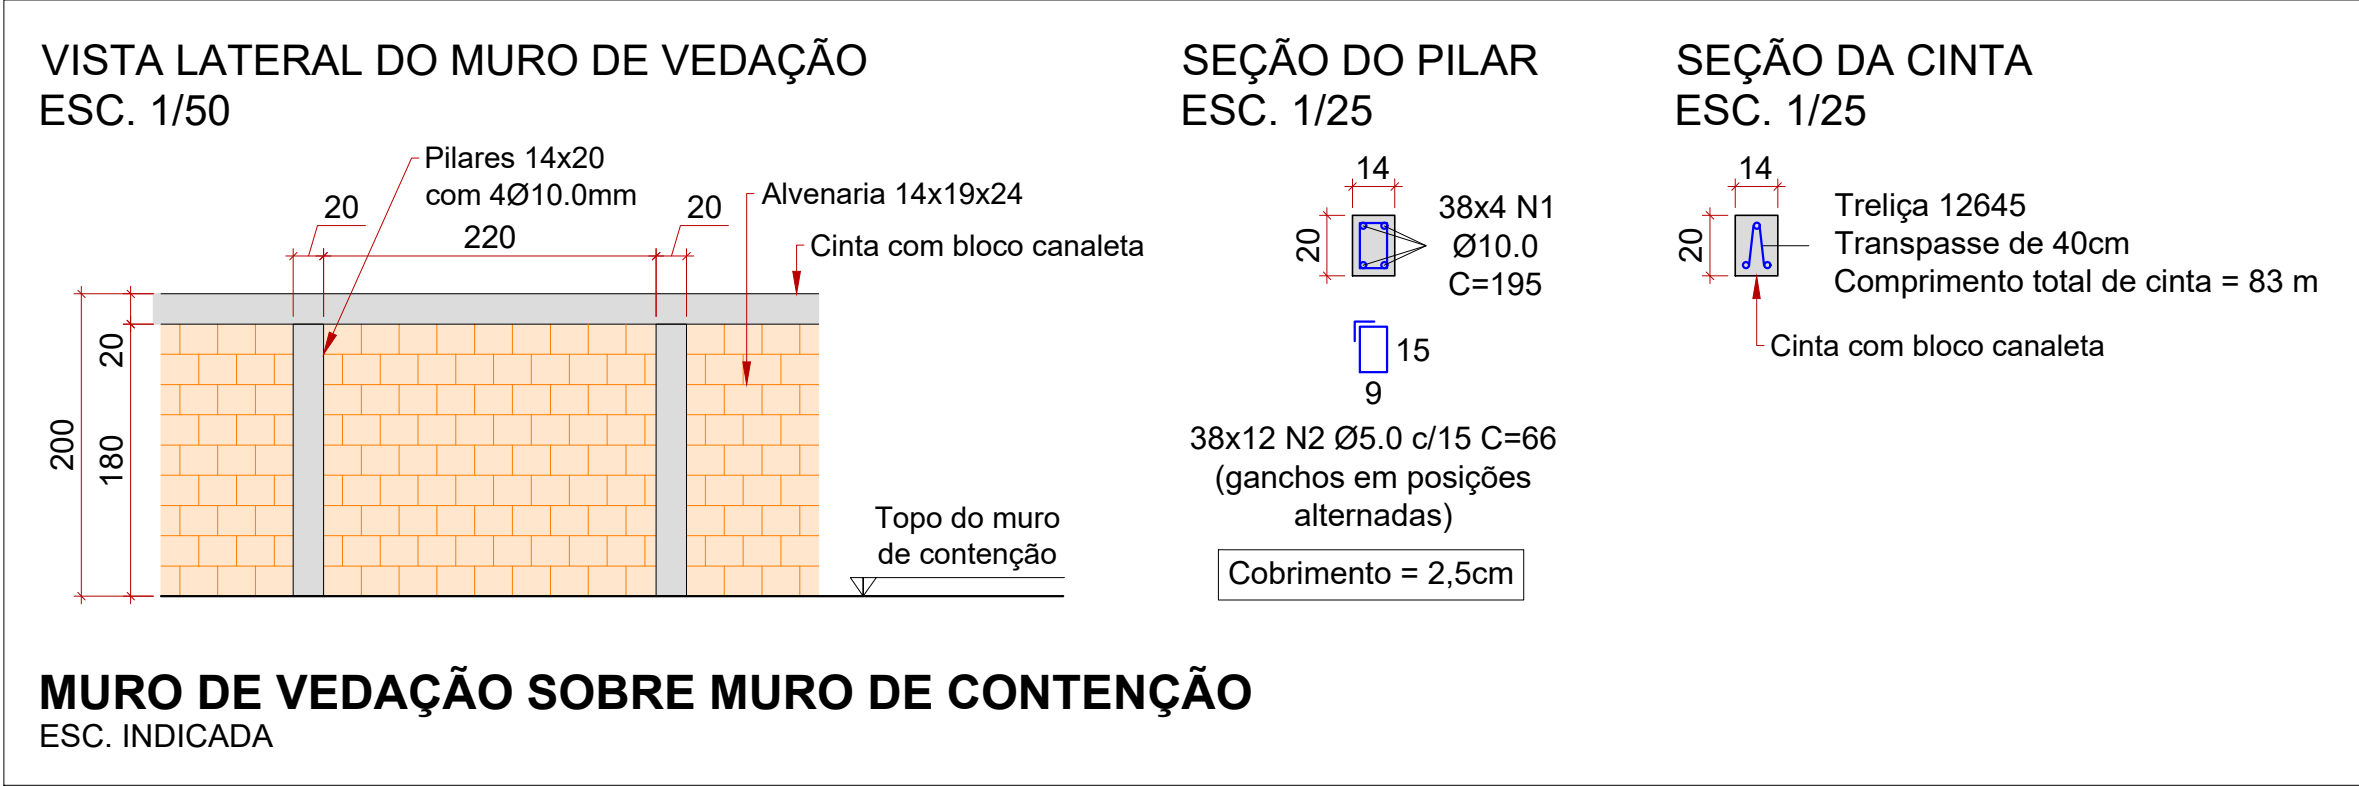 VISTA LATERAL DO MURO DE VEDAÇÃO
ESC. 1/50
Pilares 14x20
com 4Ø10.0mm
20
220
20
Alvenaria 14x19x24
Cinta com bloco canaleta
200
20
180
Topo do muro
de contenção
SEÇÃO DO PILAR
ESC. 1/25
14
20
38x4 N1
Ø10.0
C=195
15
9
38x12 N2 Ø5.0 c/15 C=66
(ganchos em posições
alternadas)
Cobrimento = 2,5cm
SEÇÃO DA CINTA
ESC. 1/25
14
20
Treliça 12645
Transpasse de 40cm
Comprimento total de cinta = 83 m
Cinta com bloco canaleta
MURO DE VEDAÇÃO SOBRE MURO DE CONTENÇÃO
ESC. INDICADA